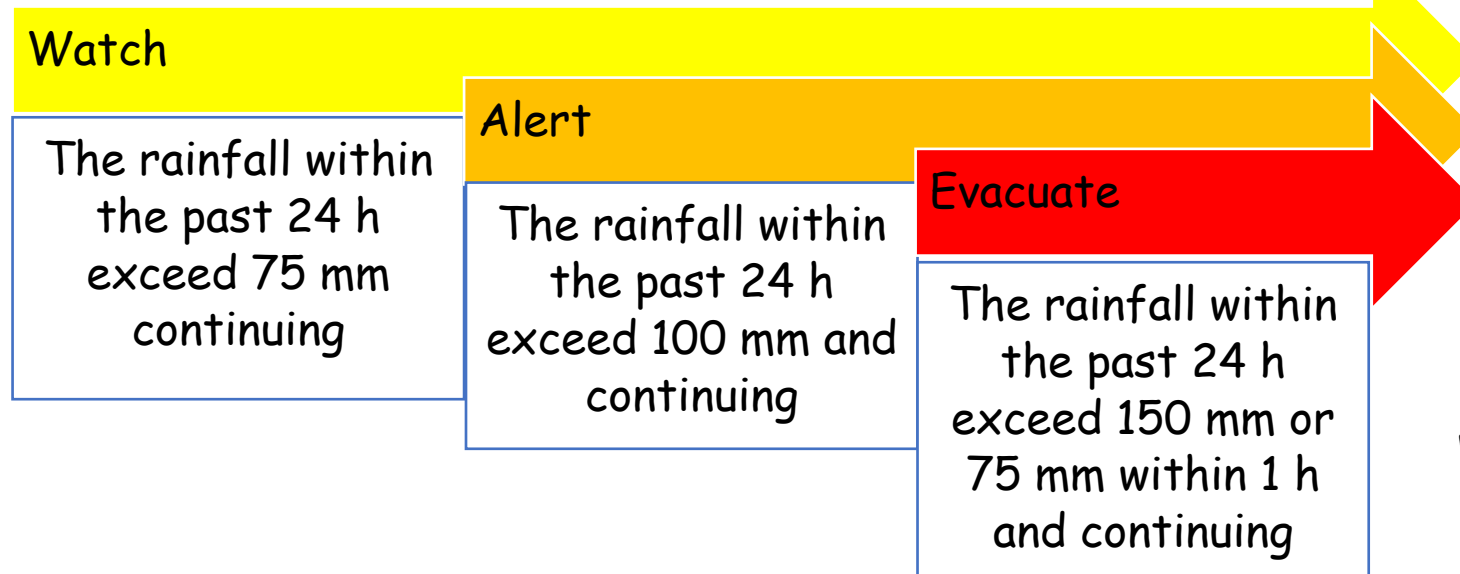 Watch
The rainfall within
the past 24 h
exceed 75 mm
continuing
Alert
The rainfall within
the past 24 h
exceed 100 mm and
continuing
Evacuate
The rainfall within
the past 24 h
exceed 150 mm or
75 mm within 1 h
and continuing